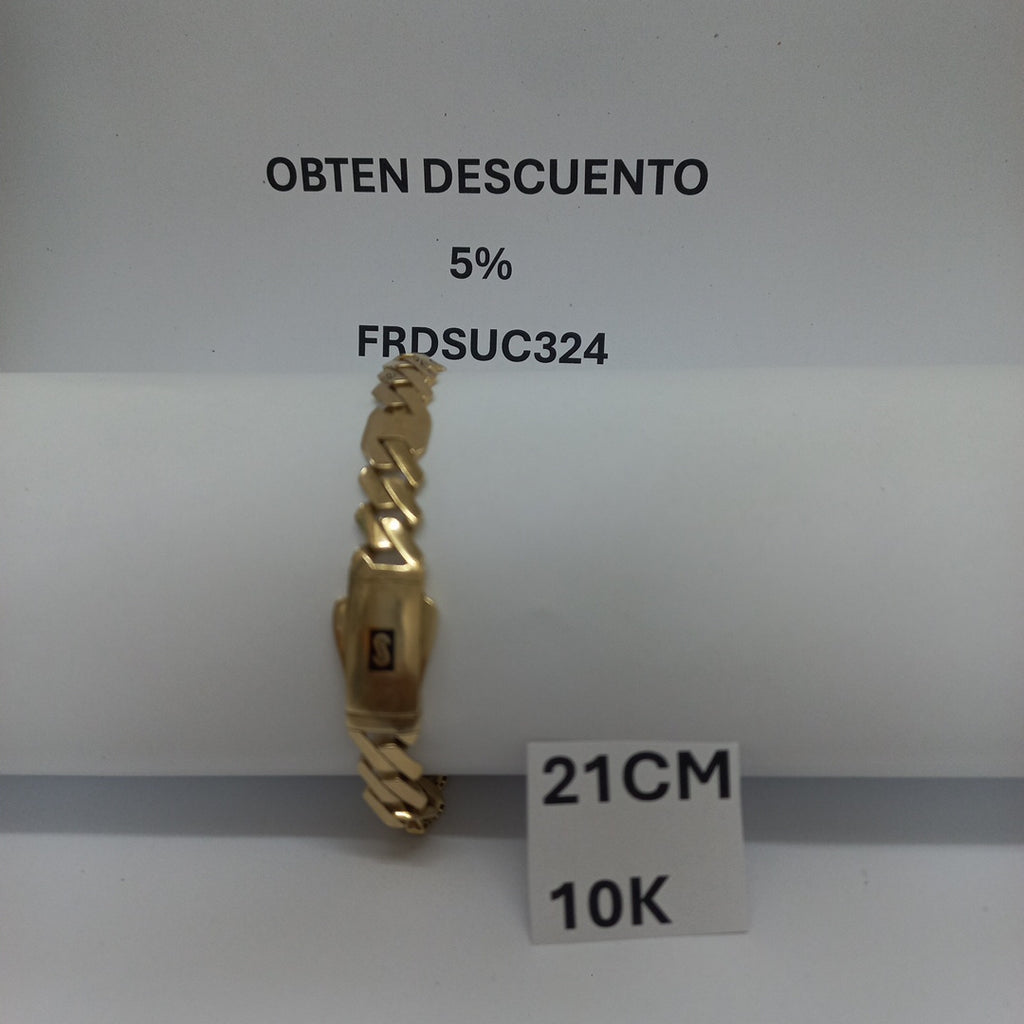 OBTEN DESCUENTO
5%
FRDSUC324
21CM
10K